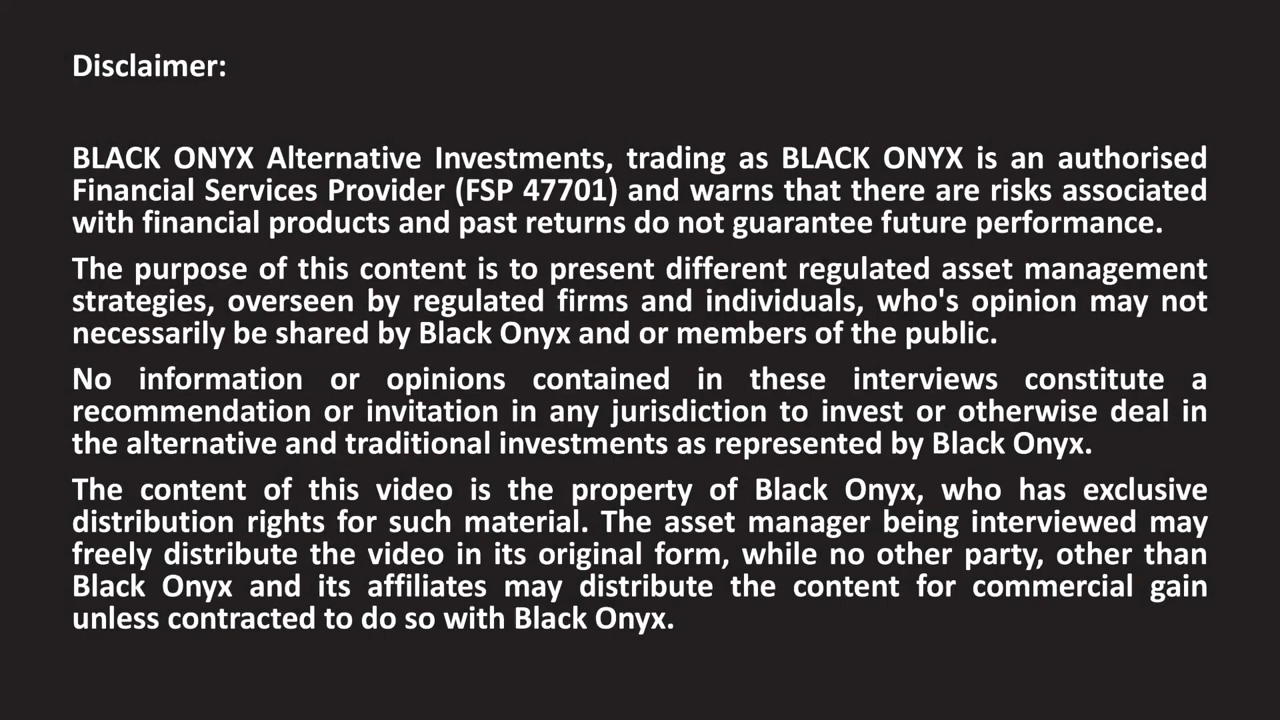 Disclaimer:
BLACK ONYX Alternative Investments, trading as BLACK ONYX is an authorised
Financial Services Provider (FSP 47701) and warns that there are risks associated
with financial products and past returns do not guarantee future performance.
The purpose of this content is to present different regulated asset management
strategies, overseen by regulated firms and individuals, who's opinion may not
necessarily be shared by Black Onyx and or members of the public.
No information or opinions contained in these interviews constitute a
recommendation or invitation in any jurisdiction to invest or otherwise deal in
the alternative and traditional investments as represented by Black Onyx.
The content of this video is the property of Black Onyx, who has exclusive
distribution rights for such material. The asset manager being interviewed may
freely distribute the video in its original form, while no other party, other than
Black Onyx and its affiliates may distribute the content for commercial gain
unless contracted to do so with Black Onyx.